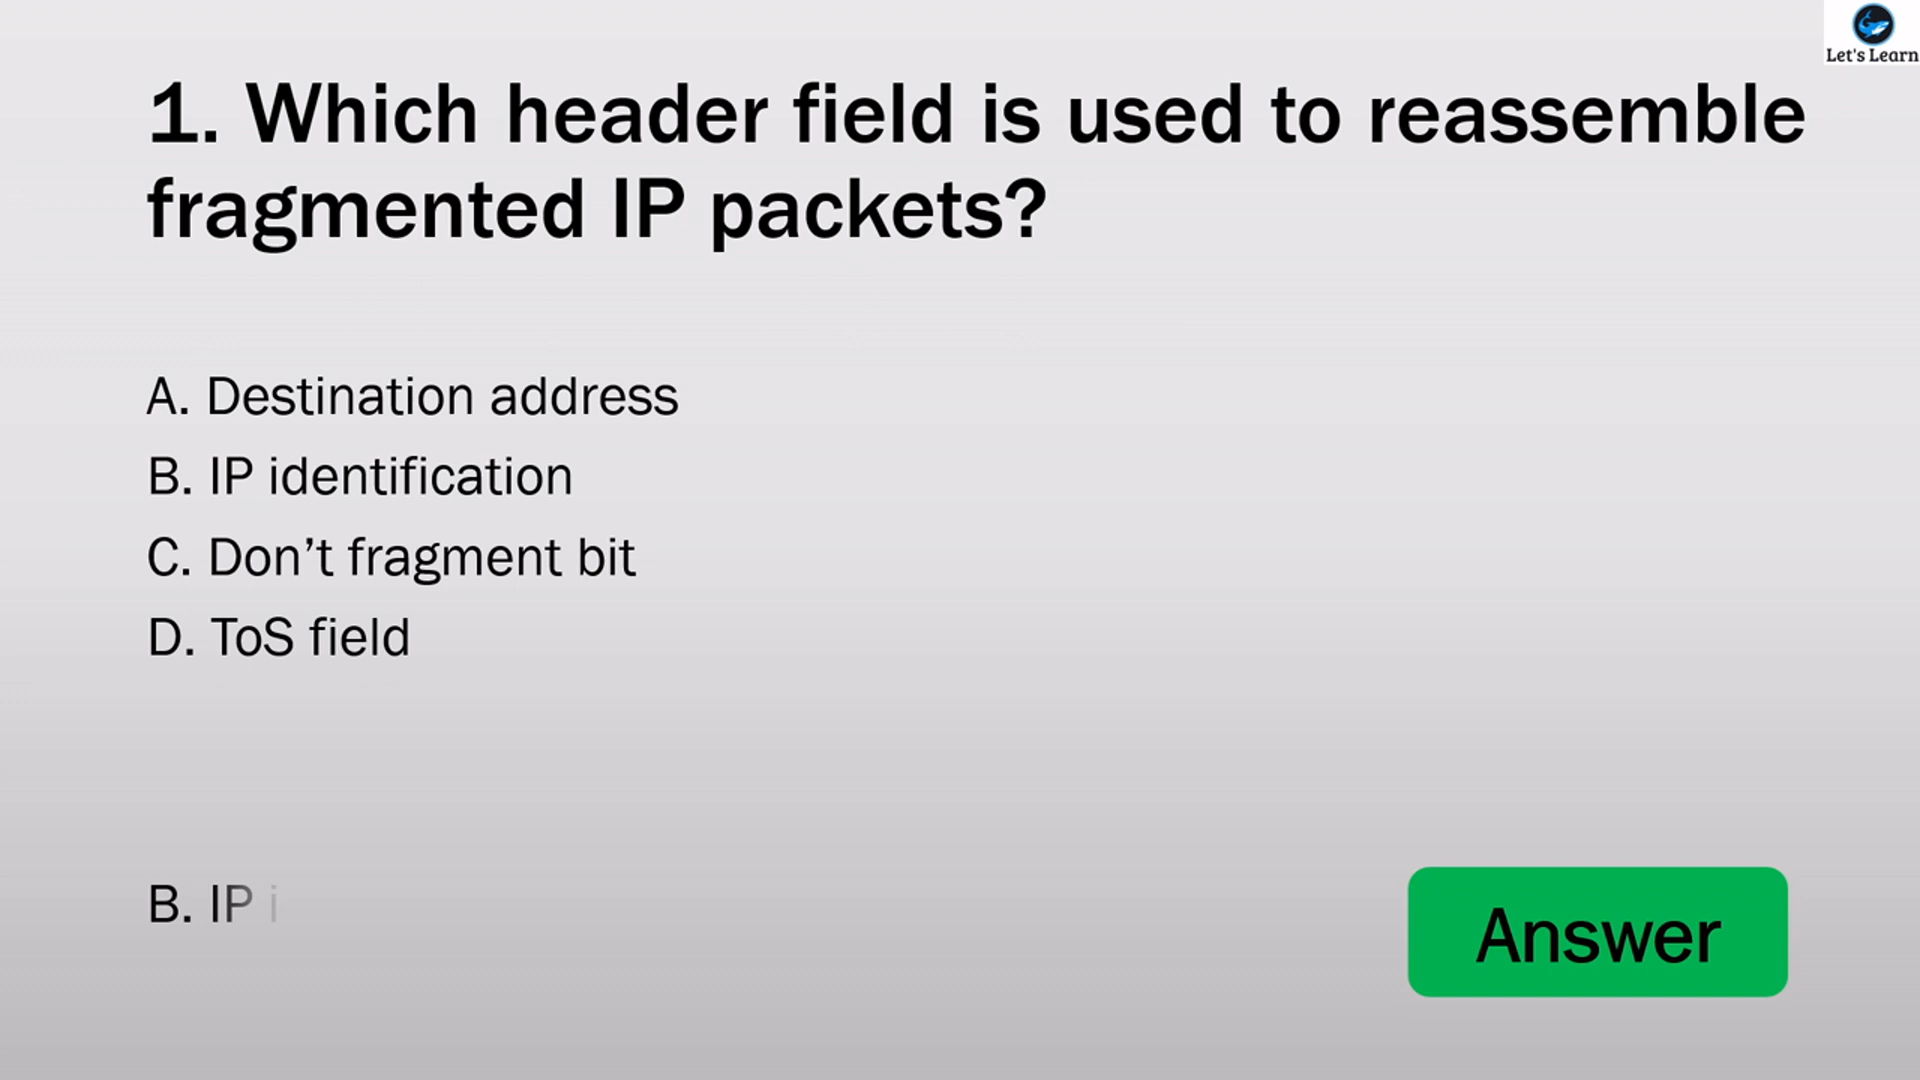 Let's Learn
1. Which header field is used to reassemble
fragmented IP packets?
A. Destination address
B. IP identification
C. Don’t fragment bit
D. ToS field
B. IP i
Answer